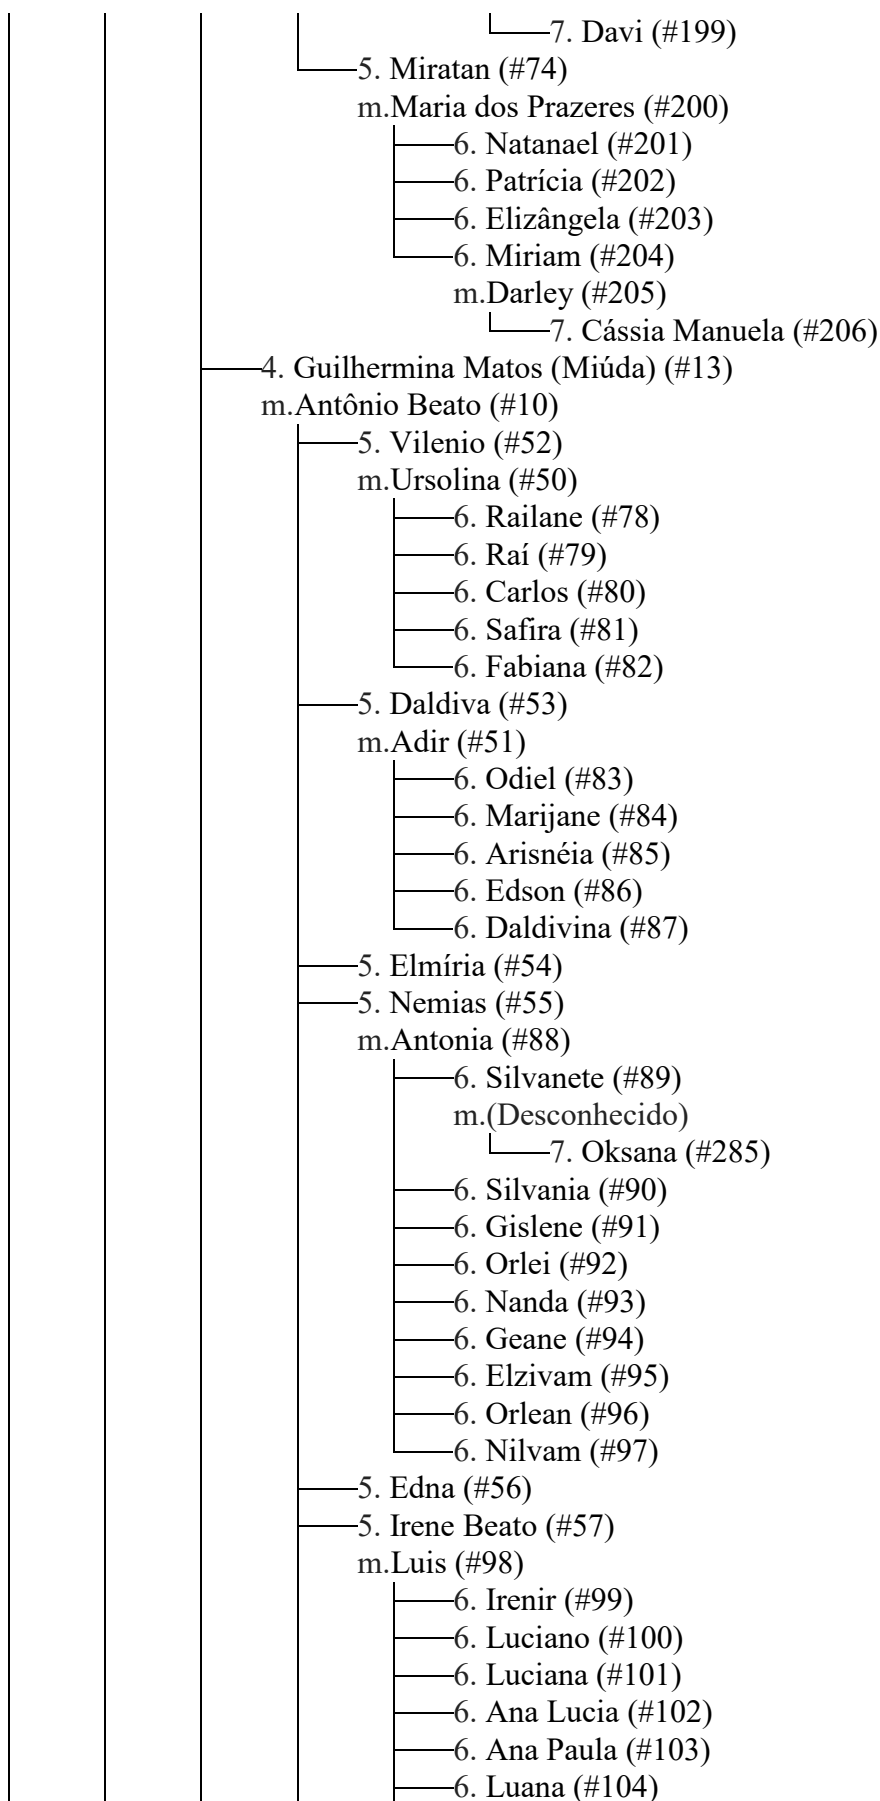 7. Davi (#199)
5. Miratan (#74)
m.Maria dos Prazeres (#200)
6. Natanael (#201)
6. Patrícia (#202)
6. Elizângela (#203)
6. Miriam (#204)
m.Darley (#205)
7. Cássia Manuela (#206)
4. Guilhermina Matos (Miúda) (#13)
m.Antônio Beato (#10)
5. Vilenio (#52)
m.Ursolina (#50)
6. Railane (#78)
6. Raí (#79)
6. Carlos (#80)
6. Safira (#81)
6. Fabiana (#82)
5. Daldiva (#53)
m.Adir (#51)
6. Odiel (#83)
6. Marijane (#84)
6. Arisnéia (#85)
6. Edson (#86)
6. Daldivina (#87)
5. Elmíria (#54)
5. Nemias (#55)
m.Antonia (#88)
6. Silvanete (#89)
m.(Desconhecido)
7. Oksana (#285)
6. Silvania (#90)
6. Gislene (#91)
6. Orlei (#92)
6. Nanda (#93)
6. Geane (#94)
6. Elzivam (#95)
6. Orlean (#96)
6. Nilvam (#97)
5. Edna (#56)
5. Irene Beato (#57)
m.Luis (#98)
6. Irenir (#99)
6. Luciano (#100)
6. Luciana (#101)
6. Ana Lucia (#102)
6. Ana Paula (#103)
6. Luana (#104)